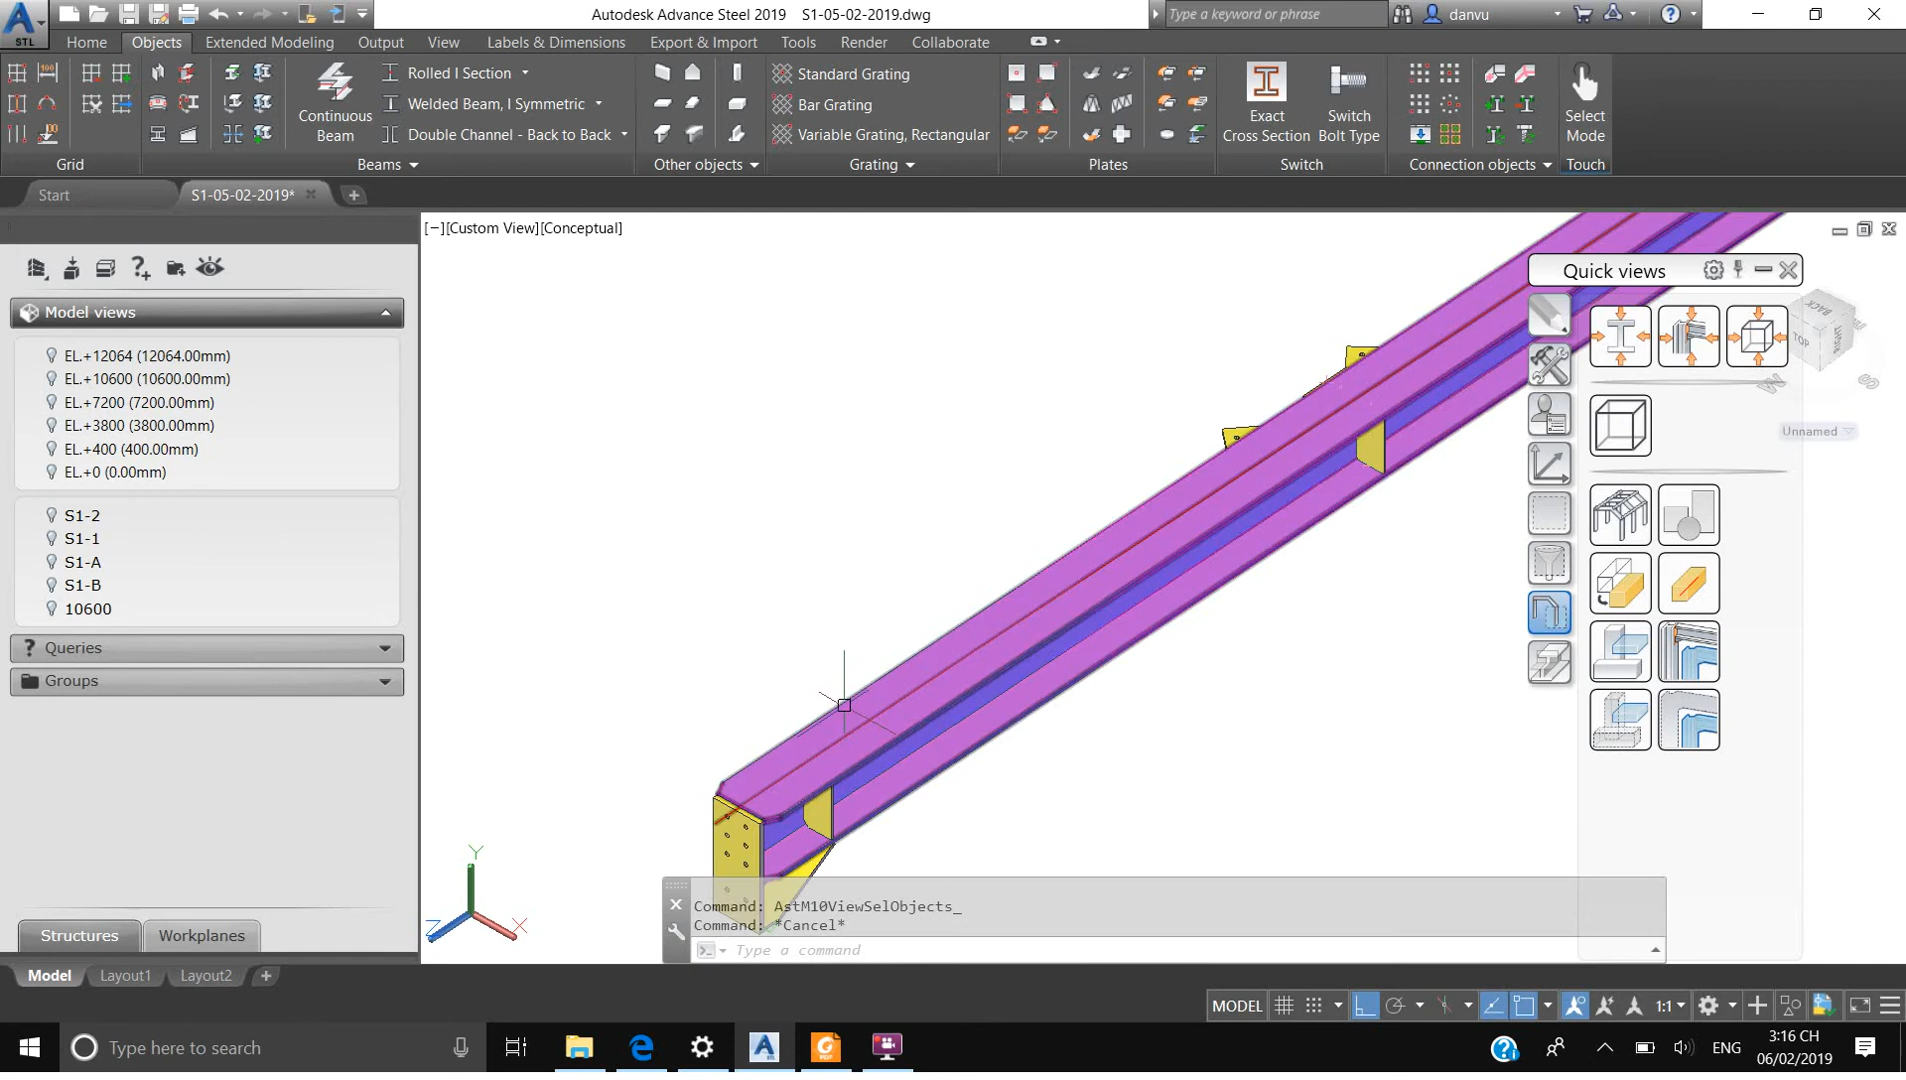 Autodesk Advance Steel 2019 S1-05-02-2019.dwg
Type a keyword or phrase
danvu
STL
Home Objects Extended Modeling Output View Labels & Dimensions Export & Import Tools Render Collaborate
Continuous Beam
Rolled I Section
Welded Beam, I Symmetric
Double Channel - Back to Back
Standard Grating
Bar Grating
Variable Grating, Rectangular
Exact Cross Section
Switch Bolt Type
Select Mode
Grid Beams Other objects Grating Plates Switch Connection objects Touch
Start S1-05-02-2019*
[−][Custom View][Conceptual]
Model views
EL.+12064 (12064.00mm)
EL.+10600 (10600.00mm)
EL.+7200 (7200.00mm)
EL.+3800 (3800.00mm)
EL.+400 (400.00mm)
EL.+0 (0.00mm)
S1-2
S1-1
S1-A
S1-B
10600
Queries
Groups
Structures Workplanes
Quick views
BACK
TOP
RIGHT
W
S
Unnamed
Y
Z
X
Command: AstM10ViewSelObjects_
Command: *Cancel*
Type a command
Model Layout1 Layout2
MODEL 1:1
Type here to search
ENG
3:16 CH
06/02/2019